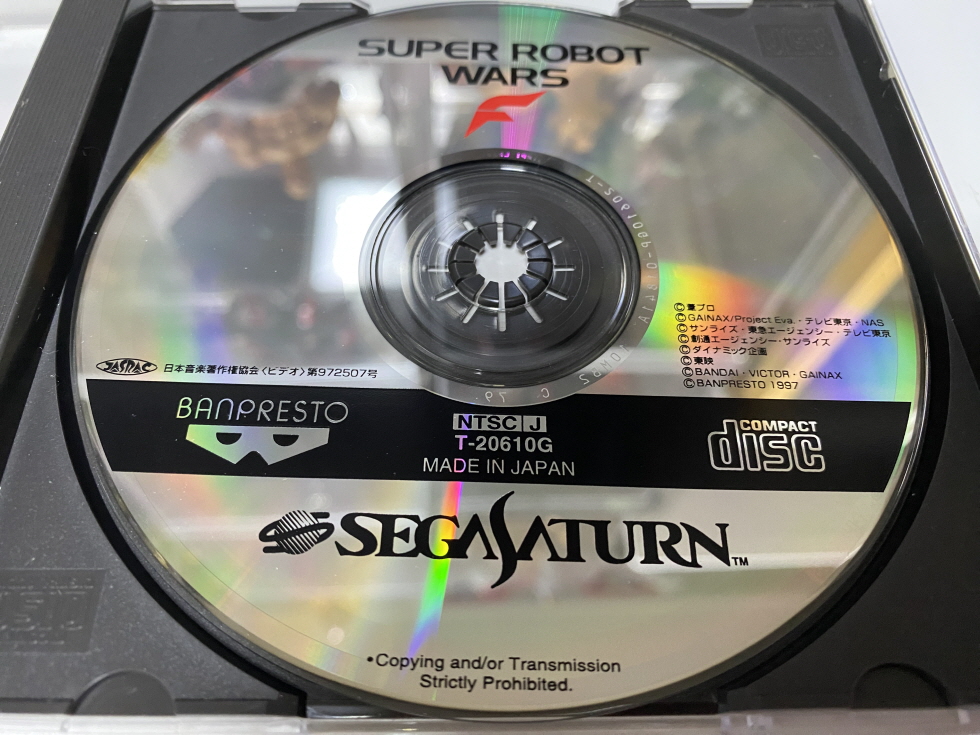 SUPER ROBOT
WARS
F
©葦プロ
©GAINAX/Project Eva.・テレビ東京・NAS
©サンライズ・東急エージェンシー・テレビ東京
©創通エージェンシー・サンライズ
©ダイナミック企画
©東映
©BANDAI・VICTOR・GAINAX
©BANPRESTO 1997
JASRAC
日本音楽著作権協会〈ビデオ〉第972507号
BANPRESTO
NTSC J
T-20610G
MADE IN JAPAN
COMPACT
disc
SEGA SATURN™
•Copying and/or Transmission
Strictly Prohibited.